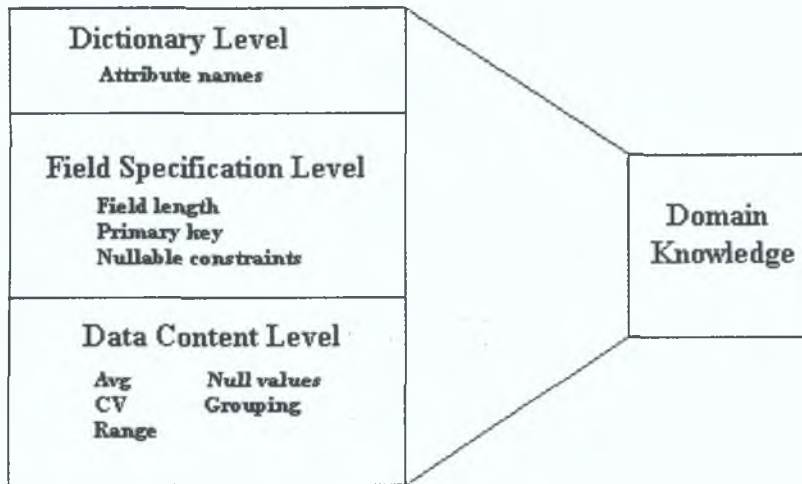 Dictionary Level
Attribute names
Field Specification Level
Field length
Primary key
Nullable constraints
Data Content Level
Avg Null values
CV Grouping
Range
Domain
Knowledge